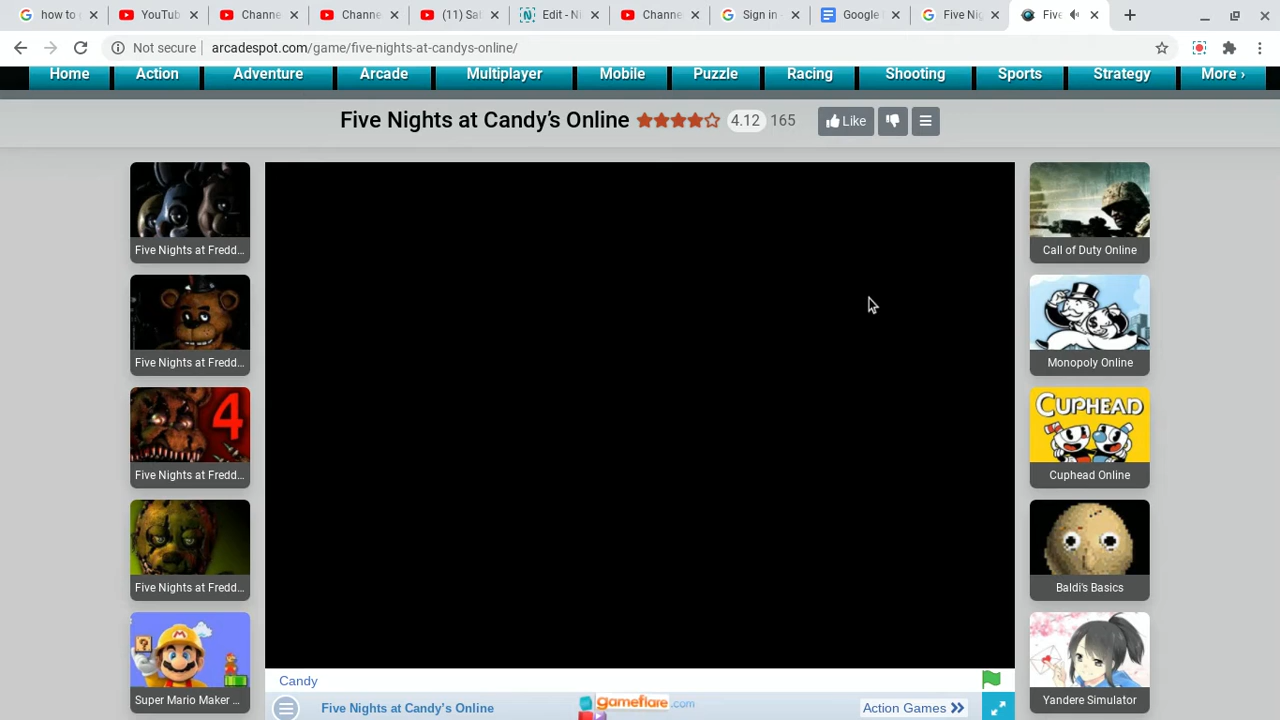 how to g
YouTub
Channe
Channe
(11) Sa
Edit - Ni
Channe
Sign in
Google
Five Nig
Five
Not secure
arcadespot.com/game/five-nights-at-candys-online/
Home Action Adventure Arcade Multiplayer Mobile Puzzle Racing Shooting Sports Strategy More ›
Five Nights at Candy's Online 4.12 165 Like
Five Nights at Fredd...
Five Nights at Fredd...
4
Five Nights at Fredd...
Five Nights at Fredd...
Super Mario Maker ...
Call of Duty Online
Monopoly Online
CUPHEAD
Cuphead Online
Baldi's Basics
Yandere Simulator
Candy
Five Nights at Candy's Online
gameflare.com
Action Games